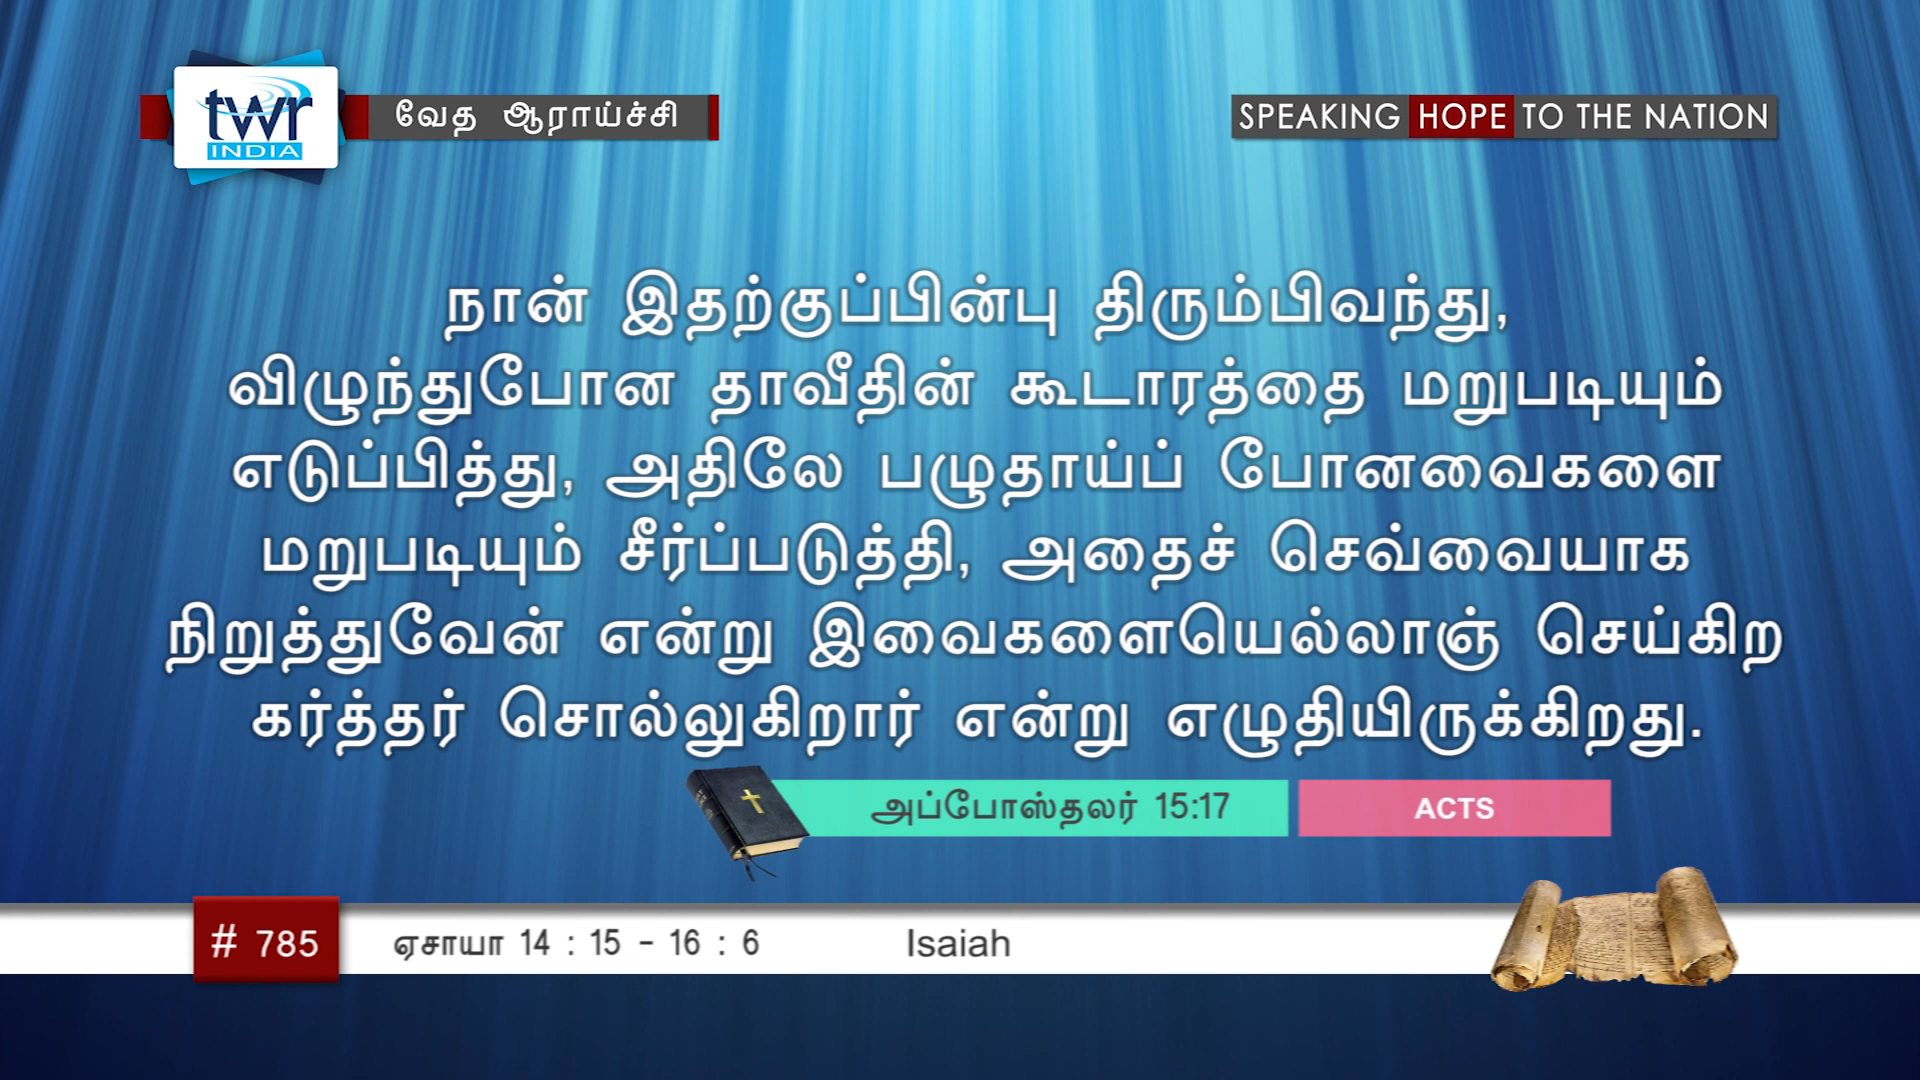 twr
INDIA
வேத ஆராய்ச்சி
SPEAKING HOPE TO THE NATION
நான் இதற்குப்பின்பு திரும்பிவந்து,
விழுந்துபோன தாவீதின் கூடாரத்தை மறுபடியும்
எடுப்பித்து, அதிலே பழுதாய்ப் போனவைகளை
மறுபடியும் சீர்ப்படுத்தி, அதைச் செவ்வையாக
நிறுத்துவேன் என்று இவைகளையெல்லாஞ் செய்கிற
கர்த்தர் சொல்லுகிறார் என்று எழுதியிருக்கிறது.
அப்போஸ்தலர் 15:17
ACTS
# 785
ஏசாயா 14 : 15 - 16 : 6
Isaiah